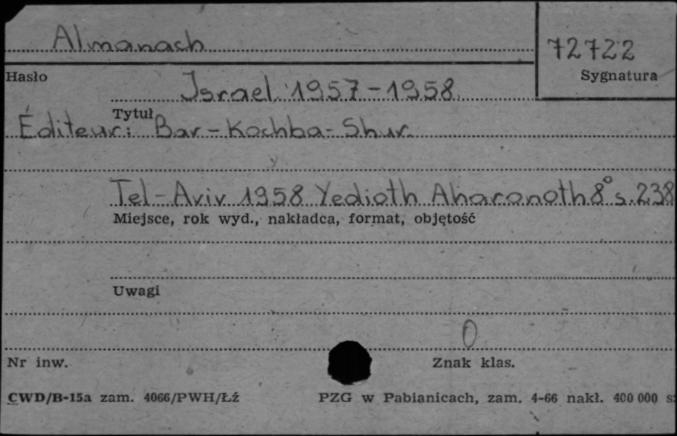 Almanach
72722
Hasło
Sygnatura
Israel 1957-1958
Tytuł
Éditeur: Bar-Kochba-Shur.
Tel-Aviv 1958 Yedioth Aharonoth 8° s. 238
Miejsce, rok wyd., nakładca, format, objętość
Uwagi
0
Nr inw.
Znak klas.
CWD/B-15a zam. 4066/PWH/Łź
PZG w Pabianicach, zam. 4-66 nakł. 400 000 s